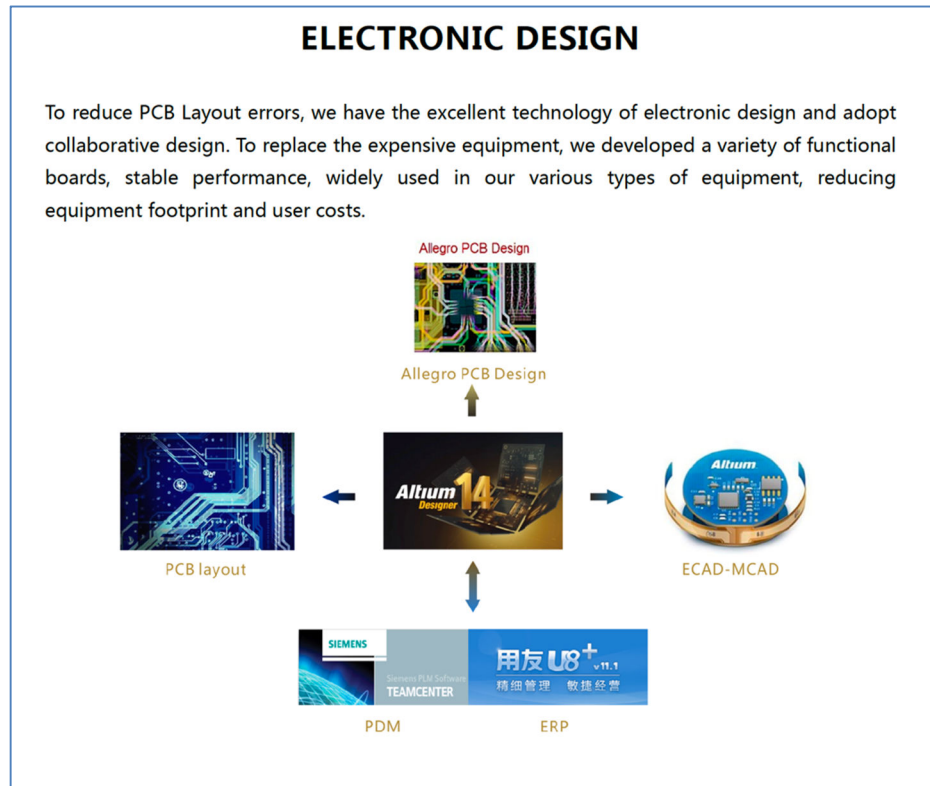 ELECTRONIC DESIGN
To reduce PCB Layout errors, we have the excellent technology of electronic design and adopt
collaborative design. To replace the expensive equipment, we developed a variety of functional
boards, stable performance, widely used in our various types of equipment, reducing
equipment footprint and user costs.
Allegro PCB Design
Allegro PCB Design
Altium 14
Designer
Altium
PCB layout
ECAD-MCAD
SIEMENS
Siemens PLM Software
TEAMCENTER
用友 U8+ v11.1
精细管理 敏捷经营
PDM
ERP